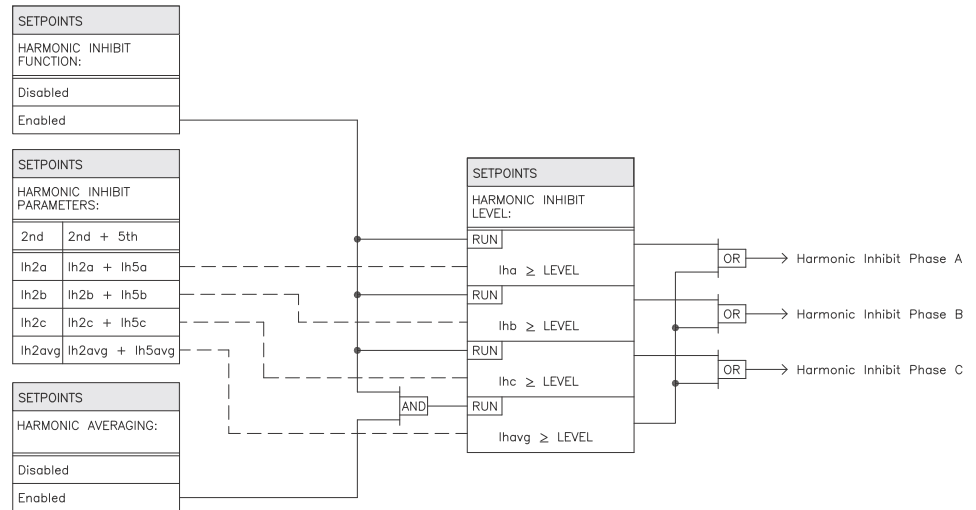 SETPOINTS
HARMONIC INHIBIT
FUNCTION:
Disabled
Enabled
SETPOINTS
HARMONIC INHIBIT
PARAMETERS:
2nd 2nd + 5th
Ih2a Ih2a + Ih5a
Ih2b Ih2b + Ih5b
Ih2c Ih2c + Ih5c
Ih2avg Ih2avg + Ih5avg
SETPOINTS
HARMONIC AVERAGING:
Disabled
Enabled
AND
SETPOINTS
HARMONIC INHIBIT
LEVEL:
RUN
Iha ≥ LEVEL
RUN
Ihb ≥ LEVEL
RUN
Ihc ≥ LEVEL
RUN
Ihavg ≥ LEVEL
OR Harmonic Inhibit Phase A
OR Harmonic Inhibit Phase B
OR Harmonic Inhibit Phase C